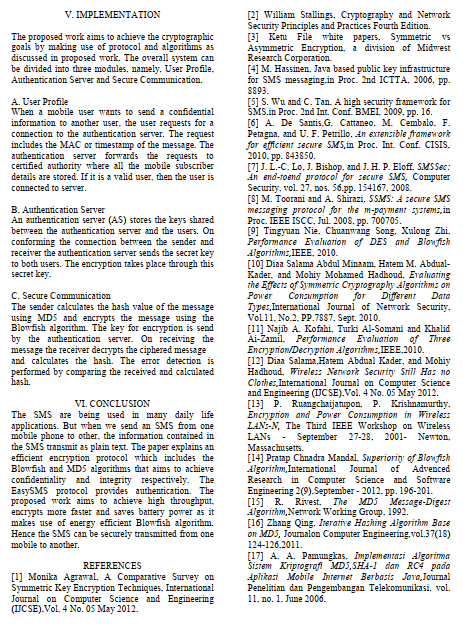 V. IMPLEMENTATION
The proposed work aims to achieve the cryptographic
goals by making use of protocol and algorithms as
discussed in proposed work. The overall system can
be divided into three modules, namely, User Profile,
Authentication Server and Secure Communication.
A. User Profile
When a mobile user wants to send a confidential
information to another user, the user requests for a
connection to the authentication server. The request
includes the MAC or timestamp of the message. The
authentication server forwards the requests to
certified authority where all the mobile subscriber
details are stored. If it is a valid user, then the user is
connected to server.
B. Authentication Server
An authentication server (AS) stores the keys shared
between the authentication server and the users. On
conforming the connection between the sender and
receiver the authentication server sends the secret key
to both users. The encryption takes place through this
secret key.
C. Secure Communication
The sender calculates the hash value of the message
using MD5 and encrypts the message using the
Blowfish algorithm. The key for encryption is send
by the authentication server. On receiving the
message the receiver decrypts the ciphered message
and calculates the hash. The error detection is
performed by comparing the received and calculated
hash.
VI. CONCLUSION
The SMS are being used in many daily life
applications. But when we send an SMS from one
mobile phone to other, the information contained in
the SMS transmit as plain text. The paper explains an
efficient encryption protocol which includes the
Blowfish and MD5 algorithms that aims to achieve
confidentiality and integrity respectively. The
EasySMS protocol provides authentication. The
proposed work aims to achieve high throughput,
encrypts more faster and saves battery power as it
makes use of energy efficient Blowfish algorithm.
Hence the SMS can be securely transmitted from one
mobile to another.
REFERENCES
[1] Monika Agrawal, A Comparative Survey on
Symmetric Key Encryption Techniques, International
Journal on Computer Science and Engineering
(IJCSE),Vol. 4 No. 05 May 2012.
[2] William Stallings, Cryptography and Network
Security Principles and Practices Fourth Edition.
[3] Ketu File white papers, Symmetric vs
Asymmetric Encryption, a division of Midwest
Research Corporation.
[4] M. Hassinen, Java based public key infrastructure
for SMS messaging,in Proc. 2nd ICTTA, 2006, pp.
8893.
[5] S. Wu and C. Tan, A high security framework for
SMS,in Proc. 2nd Int. Conf. BMEI, 2009, pp. 16.
[6] A. De Santis,G. Cattaneo, M. Cembalo, F.
Petagna, and U. F. Petrillo, An extensible framework
for efficient secure SMS,in Proc. Int. Conf. CISIS,
2010, pp. 843850.
[7] J. L.-C. Lo, J. Bishop, and J. H. P. Eloff, SMSSec:
An end-toend protocol for secure SMS, Computer
Security, vol. 27, nos. 56,pp. 154167, 2008.
[8] M. Toorani and A. Shirazi, SSMS: A secure SMS
messaging protocol for the m-payment systems,in
Proc. IEEE ISCC, Jul. 2008, pp. 700705.
[9] Tingyuan Nie, Chuanwang Song, Xulong Zhi,
Performance Evaluation of DES and Blowfish
Algorithms,IEEE, 2010.
[10] Diaa Salama Abdul Minaam, Hatem M. Abdual-
Kader, and Mohiy Mohamed Hadhoud, Evaluating
the Effects of Symmetric Cryptography Algorithms on
Power Consumption for Different Data
Types,International Journal of Network Security,
Vol.11, No.2, PP.7887, Sept. 2010.
[11] Najib A. Kofahi, Turki Al-Somani and Khalid
Al-Zamil, Performance Evaluation of Three
Encryption/Decryption Algorithms,IEEE,2010.
[12] Diaa Salama,Hatem Abdual Kader, and Mohiy
Hadhoud, Wireless Network Security Still Has no
Clothes,International Journal on Computer Science
and Engineering (IJCSE),Vol. 4 No. 05 May 2012.
[13] P. Ruangchaijatupon, P. Krishnamurthy,
Encryption and Power Consumption in Wireless
LANs-N, The Third IEEE Workshop on Wireless
LANs - September 27-28, 2001- Newton,
Massachusetts.
[14] Pratap Chnadra Mandal, Superiority of Blowfish
Algorithm,International Journal of Advenced
Research in Computer Science and Software
Engineering 2(9),September - 2012, pp. 196-201.
[15] R. Rivest, The MD5 Message-Digest
Algorithm,Network Working Group, 1992.
[16] Zhang Qing, Iterative Hashing Algorithm Base
on MD5, Journalon Computer Engineering,vol.37(18)
124-126,2011.
[17] A. A. Pamungkas, Implementasi Algoritma
Sistem Kriptografi MD5,SHA-1 dan RC4 pada
Aplikasi Mobile Internet Berbasis Java,Journal
Penelitian dan Pengembangan Telekomunikasi, vol.
11, no. 1, June 2006.